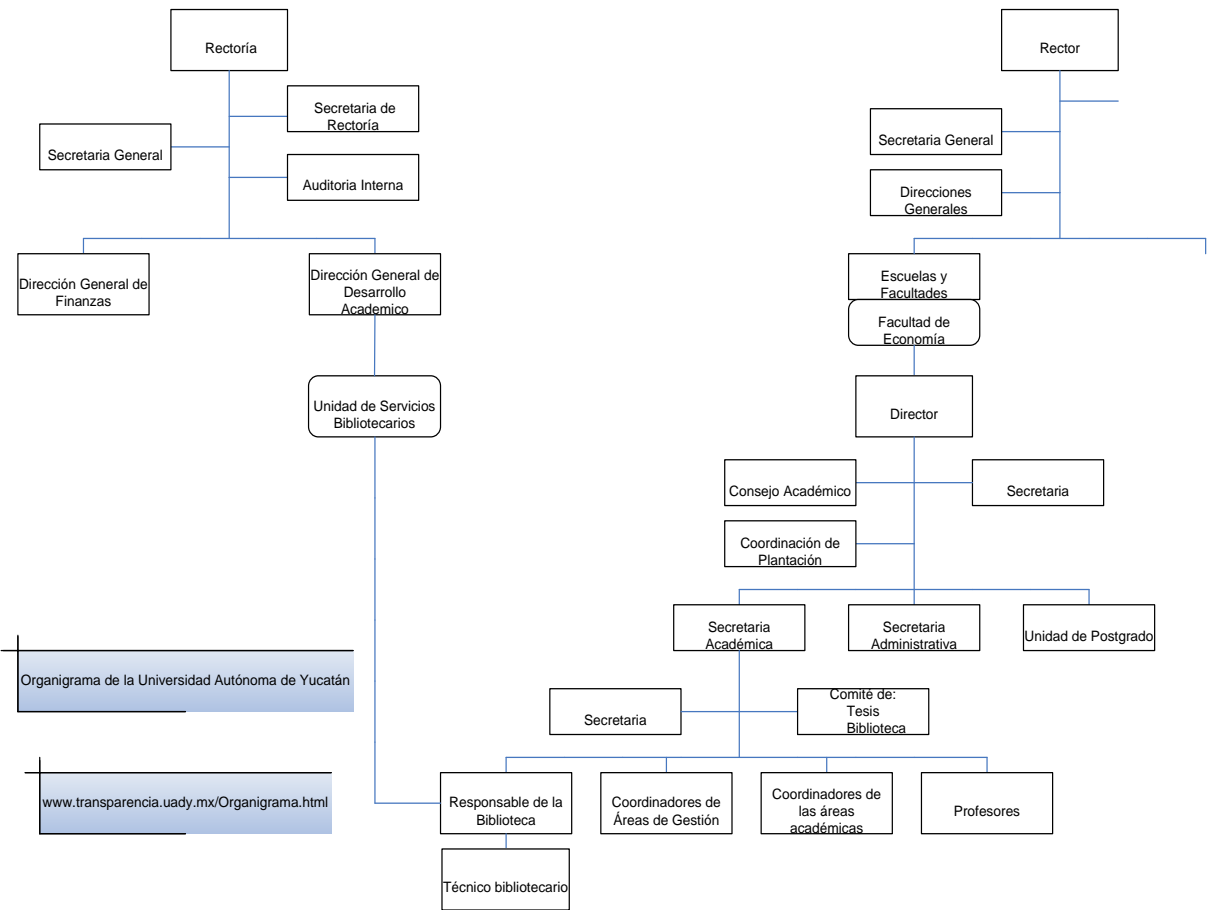 Rectoría
Rector
Secretaria de
Rectoría
Secretaria General
Auditoria Interna
Secretaria General
Direcciones
Generales
Dirección General de
Finanzas
Dirección General de
Desarrollo
Academico
Escuelas y
Facultades
Facultad de
Economía
Unidad de Servicios
Bibliotecarios
Director
Consejo Académico
Secretaria
Coordinación de
Plantación
Secretaria
Académica
Secretaria
Administrativa
Unidad de Postgrado
Organigrama de la Universidad Autónoma de Yucatán
Secretaria
Comité de:
Tesis
Biblioteca
www.transparencia.uady.mx/Organigrama.html
Responsable de la
Biblioteca
Coordinadores de
Áreas de Gestión
Coordinadores de
las áreas
académicas
Profesores
Técnico bibliotecario